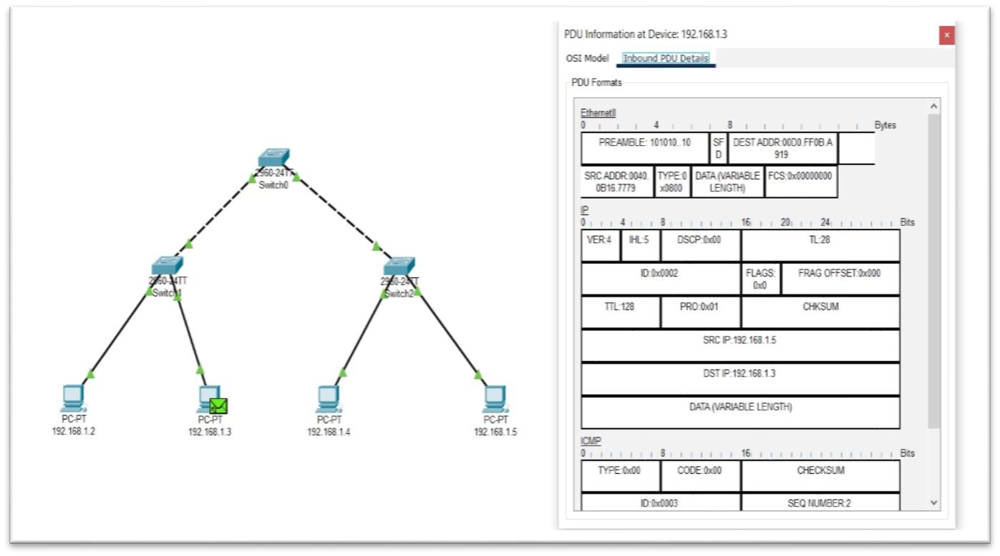 2960-24TT
Switch0
2960-24TT
Switch1
2960-24TT
Switch2
PC-PT
192.168.1.2
PC-PT
192.168.1.3
PC-PT
192.168.1.4
PC-PT
192.168.1.5
PDU Information at Device: 192.168.1.3
x
OSI Model
Inbound PDU Details
PDU Formats
EthernetII
0 4 8 Bytes
PREAMBLE: 101010..10
SF
D
DEST ADDR:00D0.FF0B.A
919
SRC ADDR:0040.
0B16.7779
TYPE:0
x0800
DATA (VARIABLE
LENGTH)
FCS:0x00000000
IP
0 4 8 16 20 24 Bits
VER:4
IHL:5
DSCP:0x00
TL:28
ID:0x0002
FLAGS:
0x0
FRAG OFFSET:0x000
TTL:128
PRO:0x01
CHKSUM
SRC IP:192.168.1.5
DST IP:192.168.1.3
DATA (VARIABLE LENGTH)
ICMP
0 8 16 Bits
TYPE:0x00
CODE:0x00
CHECKSUM
ID:0x0003
SEQ NUMBER:2